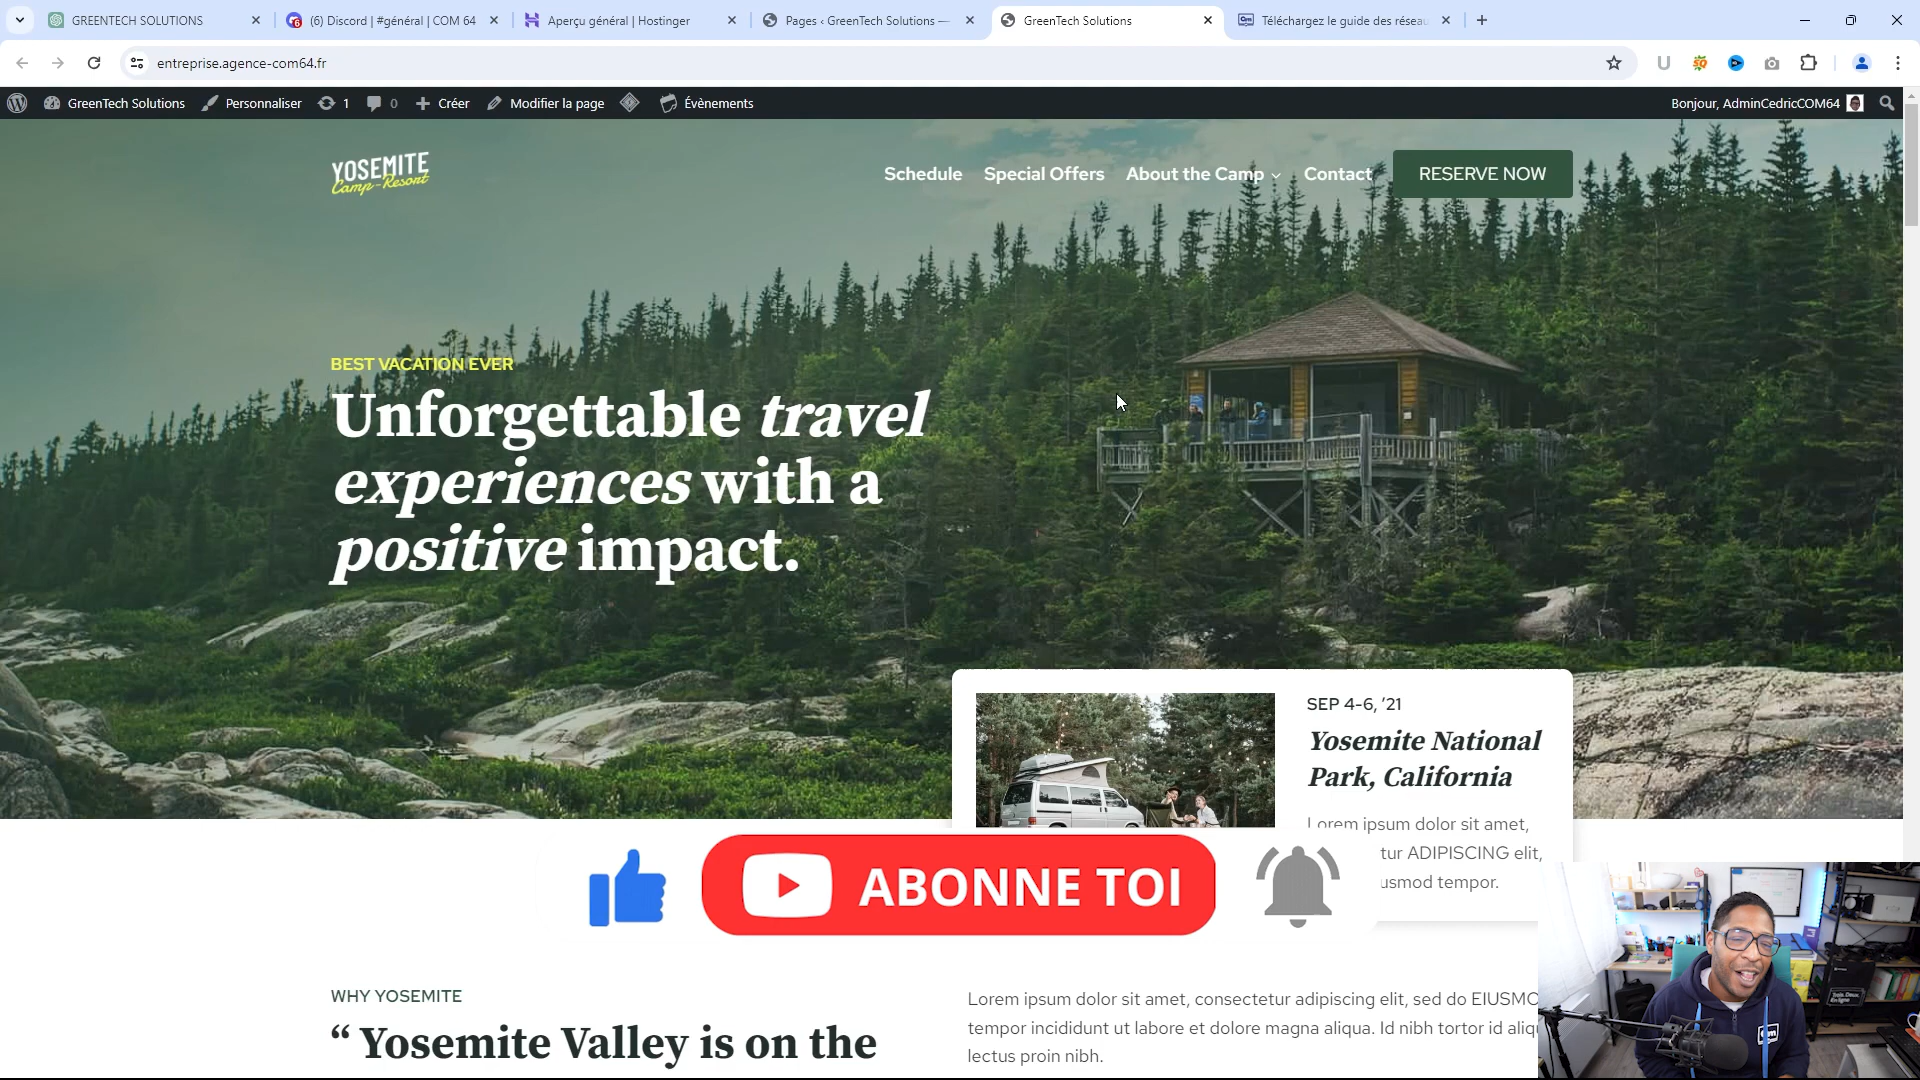 GREENTECH SOLUTIONS
(6) Discord | #général | COM 64
Aperçu général | Hostinger
Pages ‹ GreenTech Solutions —
GreenTech Solutions
Téléchargez le guide des réseau
entreprise.agence-com64.fr
GreenTech Solutions
Personnaliser
1
0
Créer
Modifier la page
Évènements
Bonjour, AdminCedricCOM64
YOSEMITE
Camp-Resort
Schedule
Special Offers
About the Camp
Contact
RESERVE NOW
BEST VACATION EVER
Unforgettable travel
experiences with a
positive impact.
SEP 4-6, ’21
Yosemite National
Park, California
Lorem ipsum dolor sit amet,
tur ADIPISCING elit,
usmod tempor.
ABONNE TOI
WHY YOSEMITE
“ Yosemite Valley is on the
Lorem ipsum dolor sit amet, consectetur adipiscing elit, sed do EIUSMO
tempor incididunt ut labore et dolore magna aliqua. Id nibh tortor id aliq
lectus proin nibh.